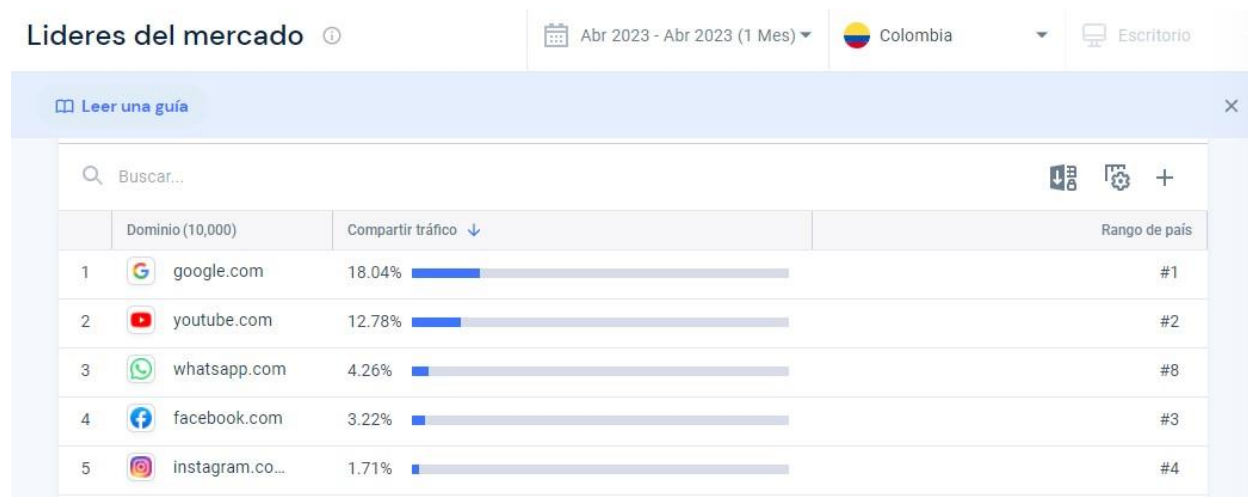 Lideres del mercado
Abr 2023 - Abr 2023 (1 Mes)
Colombia
Escritorio
Leer una guía
Buscar...
Dominio (10,000) Compartir tráfico Rango de país
1 google.com 18.04% #1
2 youtube.com 12.78% #2
3 whatsapp.com 4.26% #8
4 facebook.com 3.22% #3
5 instagram.co... 1.71% #4